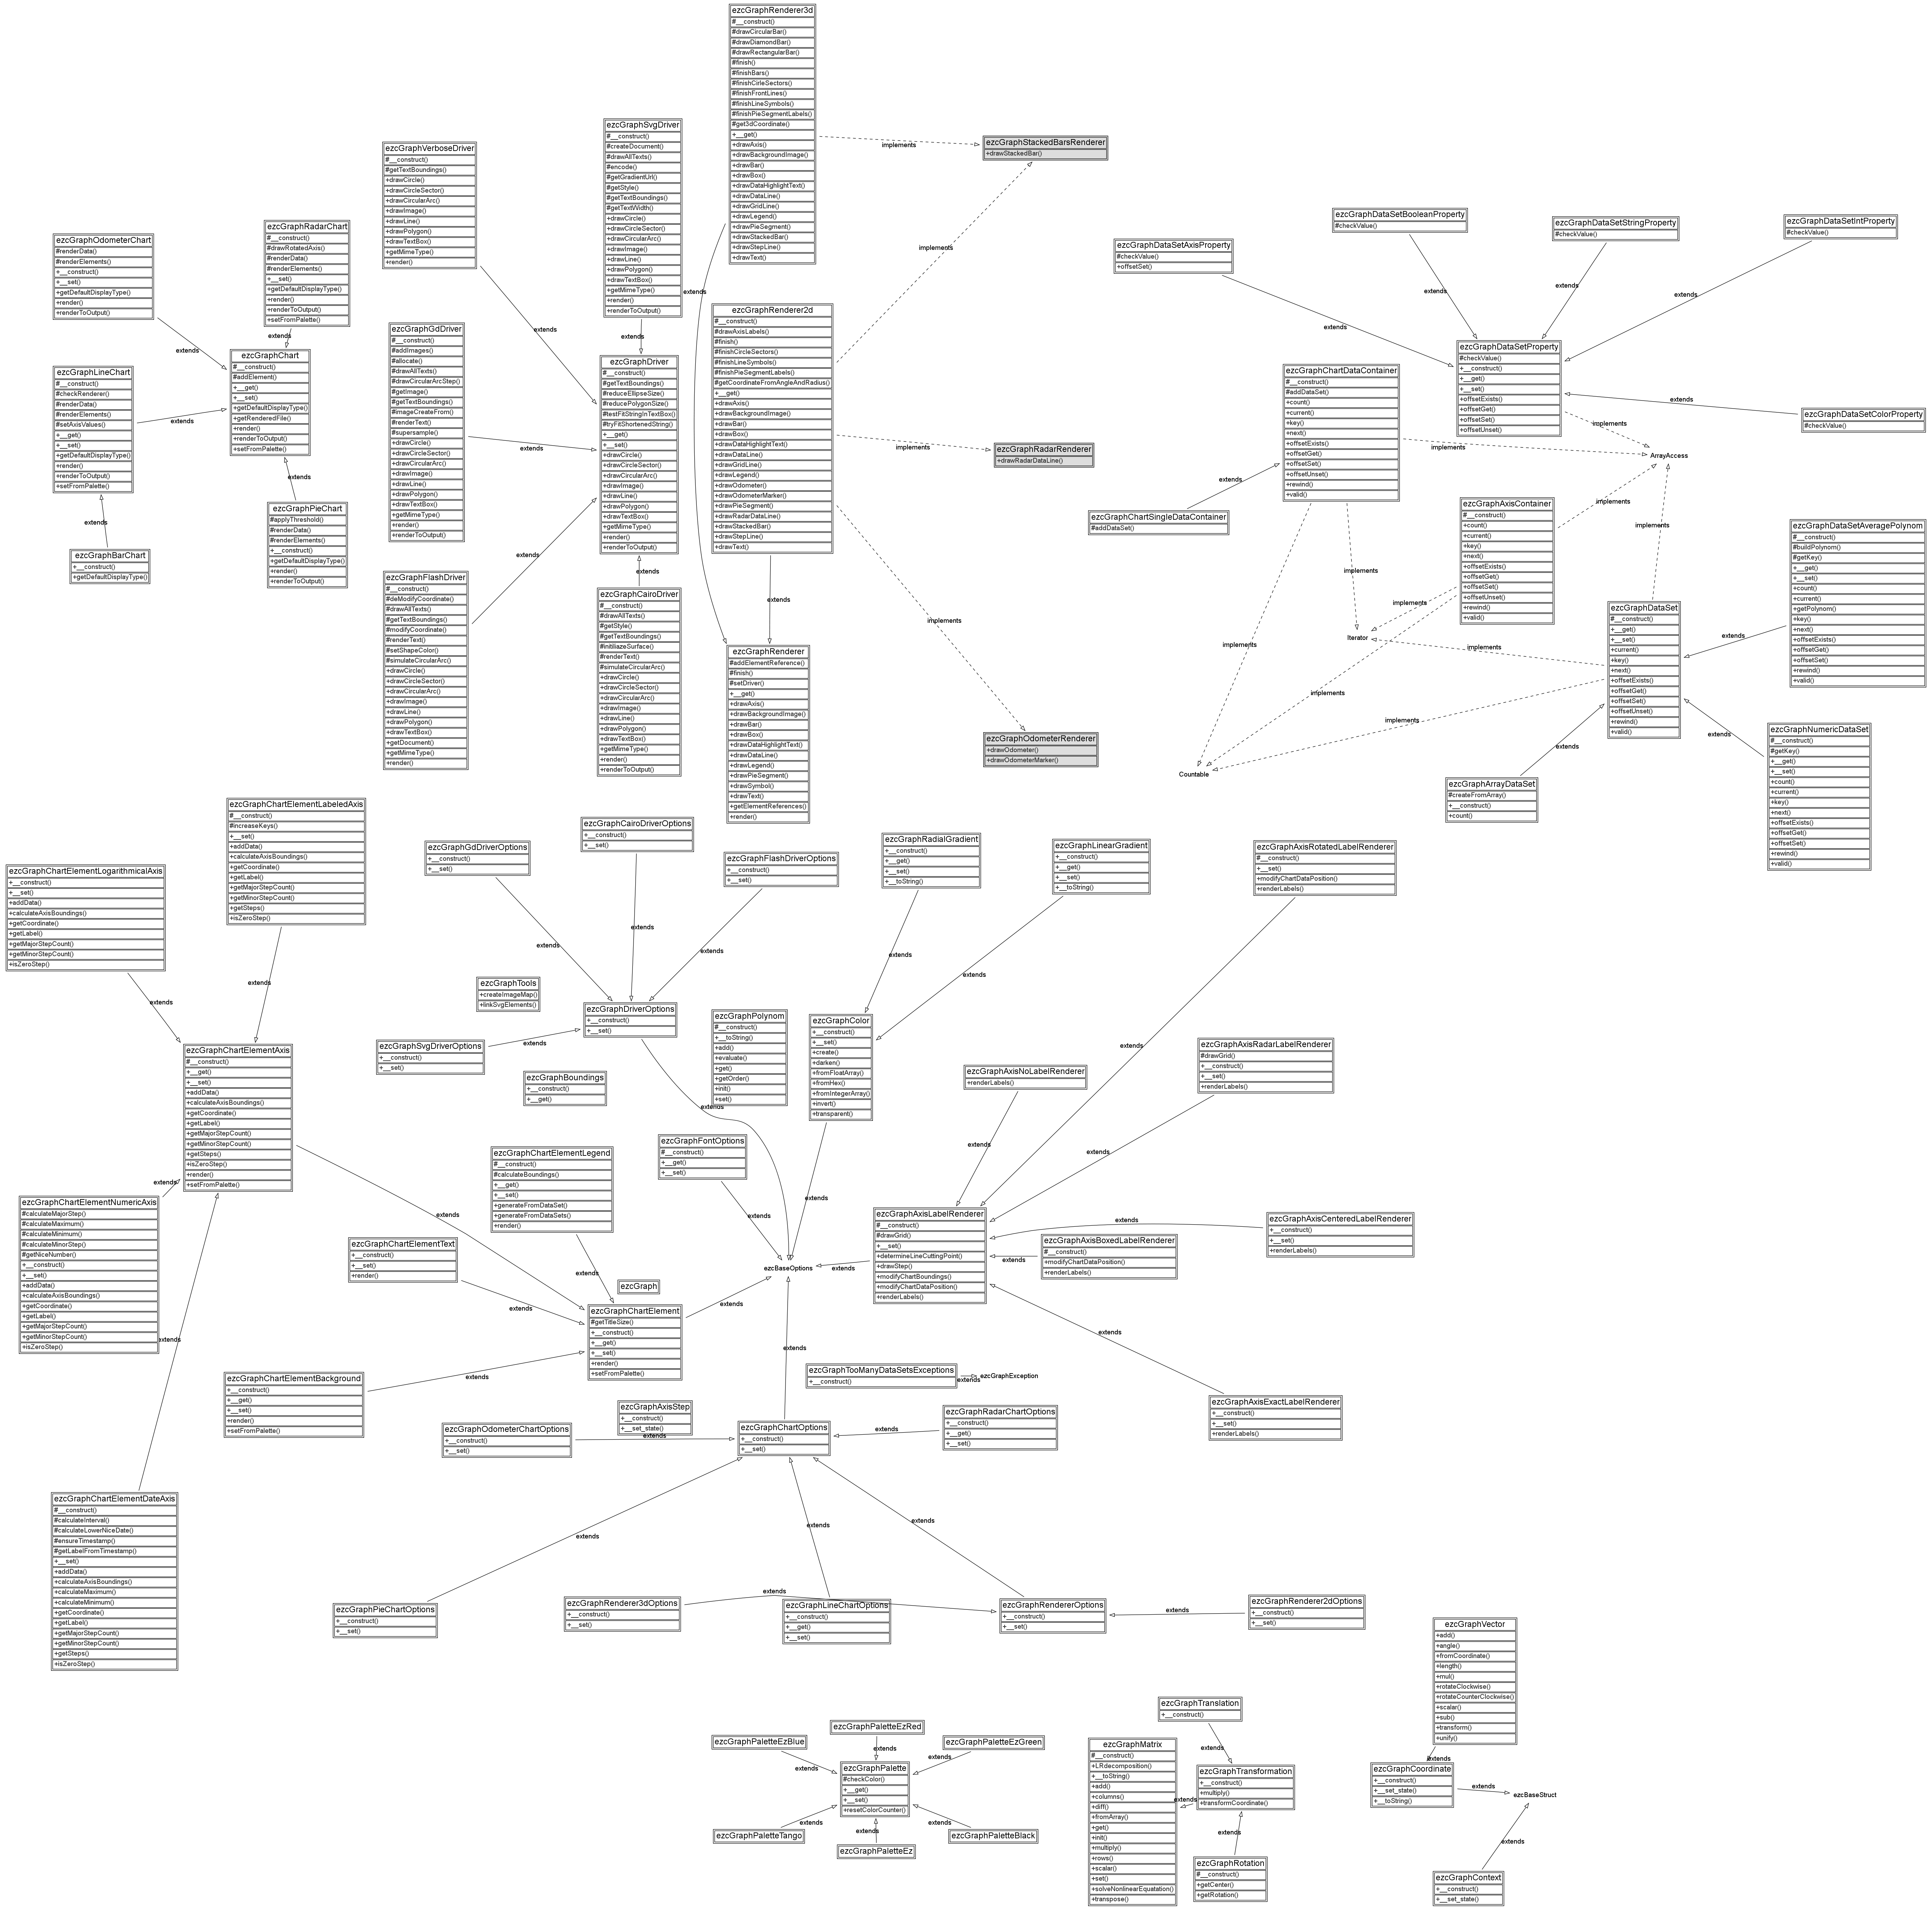 ezcGraphRenderer3d
#__construct()
#drawCircularBar()
#drawDiamondBar()
#drawRectangularBar()
#finish()
#finishBars()
#finishCirleSectors()
#finishFrontLines()
#finishLineSymbols()
#finishPieSegmentLabels()
#get3dCoordinate()
+__get()
+drawAxis()
+drawBackgroundImage()
+drawBar()
+drawBox()
+drawDataHighlightText()
+drawDataLine()
+drawGridLine()
+drawLegend()
+drawPieSegment()
+drawStackedBar()
+drawStepLine()
+drawText()
ezcGraphSvgDriver
#__construct()
#createDocument()
#drawAllTexts()
#encode()
#getGradientUrl()
#getStyle()
#getTextBoundings()
#getTextWidth()
+drawCircle()
+drawCircleSector()
+drawCircularArc()
+drawImage()
+drawLine()
+drawPolygon()
+drawTextBox()
+getMimeType()
+render()
+renderToOutput()
ezcGraphVerboseDriver
#__construct()
#getTextBoundings()
+drawCircle()
+drawCircleSector()
+drawCircularArc()
+drawImage()
+drawLine()
+drawPolygon()
+drawTextBox()
+getMimeType()
+render()
ezcGraphStackedBarsRenderer
+drawStackedBar()
implements
implements
extends
ezcGraphRadarChart
#__construct()
#drawRotatedAxis()
#renderData()
#renderElements()
+__set()
+getDefaultDisplayType()
+render()
+renderToOutput()
+setFromPalette()
ezcGraphOdometerChart
#renderData()
#renderElements()
+__construct()
+__set()
+getDefaultDisplayType()
+render()
+renderToOutput()
extends
extends
ezcGraphChart
#__construct()
#addElement()
+__get()
+__set()
+getDefaultDisplayType()
+getRenderedFile()
+render()
+renderToOutput()
+setFromPalette()
ezcGraphLineChart
#__construct()
#checkRenderer()
#renderData()
#renderElements()
#setAxisValues()
+__get()
+__set()
+getDefaultDisplayType()
+render()
+renderToOutput()
+setFromPalette()
extends
extends
extends
ezcGraphPieChart
#applyThreshold()
#renderData()
#renderElements()
+__construct()
+getDefaultDisplayType()
+render()
+renderToOutput()
ezcGraphBarChart
+__construct()
+getDefaultDisplayType()
ezcGraphGdDriver
#__construct()
#addImages()
#allocate()
#drawAllTexts()
#drawCircularArcStep()
#getImage()
#getTextBoundings()
#imageCreateFrom()
#renderText()
#supersample()
+drawCircle()
+drawCircleSector()
+drawCircularArc()
+drawImage()
+drawLine()
+drawPolygon()
+drawTextBox()
+getMimeType()
+render()
+renderToOutput()
extends
extends
extends
extends
extends
ezcGraphDriver
#__construct()
#getTextBoundings()
#reduceEllipseSize()
#reducePolygonSize()
#testFitStringInTextBox()
#tryFitShortenedString()
+__get()
+__set()
+drawCircle()
+drawCircleSector()
+drawCircularArc()
+drawImage()
+drawLine()
+drawPolygon()
+drawTextBox()
+getMimeType()
+render()
+renderToOutput()
ezcGraphFlashDriver
#__construct()
#deModifyCoordinate()
#drawAllTexts()
#getTextBoundings()
#modifyCoordinate()
#renderText()
#setShapeColor()
#simulateCircularArc()
+drawCircle()
+drawCircleSector()
+drawCircularArc()
+drawImage()
+drawLine()
+drawPolygon()
+drawTextBox()
+getDocument()
+getMimeType()
+render()
ezcGraphCairoDriver
#__construct()
#drawAllTexts()
#getStyle()
#getTextBoundings()
#initiliazeSurface()
#renderText()
#simulateCircularArc()
+drawCircle()
+drawCircleSector()
+drawCircularArc()
+drawImage()
+drawLine()
+drawPolygon()
+drawTextBox()
+getMimeType()
+render()
+renderToOutput()
ezcGraphRenderer2d
#__construct()
#drawAxisLabels()
#finish()
#finishCircleSectors()
#finishLineSymbols()
#finishPieSegmentLabels()
#getCoordinateFromAngleAndRadius()
+__get()
+drawAxis()
+drawBackgroundImage()
+drawBar()
+drawBox()
+drawDataHighlightText()
+drawDataLine()
+drawGridLine()
+drawLegend()
+drawOdometer()
+drawOdometerMarker()
+drawPieSegment()
+drawRadarDataLine()
+drawStackedBar()
+drawStepLine()
+drawText()
implements
ezcGraphRadarRenderer
+drawRadarDataLine()
extends
implements
ezcGraphRenderer
#addElementReference()
#finish()
#setDriver()
+__get()
+drawAxis()
+drawBackgroundImage()
+drawBar()
+drawBox()
+drawDataHighlightText()
+drawDataLine()
+drawLegend()
+drawPieSegment()
+drawSymbol()
+drawText()
+getElementReferences()
+render()
ezcGraphOdometerRenderer
+drawOdometer()
+drawOdometerMarker()
ezcGraphDataSetBooleanProperty
#checkValue()
ezcGraphDataSetStringProperty
#checkValue()
ezcGraphDataSetIntProperty
#checkValue()
ezcGraphDataSetAxisProperty
#checkValue()
+offsetSet()
extends
extends
extends
extends
ezcGraphDataSetProperty
#checkValue()
+__construct()
+__get()
+__set()
+offsetExists()
+offsetGet()
+offsetSet()
+offsetUnset()
extends
ezcGraphDataSetColorProperty
#checkValue()
ezcGraphChartDataContainer
#__construct()
#addDataSet()
+count()
+current()
+key()
+next()
+offsetExists()
+offsetGet()
+offsetSet()
+offsetUnset()
+rewind()
+valid()
implements
implements
ArrayAccess
extends
ezcGraphChartSingleDataContainer
#addDataSet()
ezcGraphAxisContainer
#__construct()
+count()
+current()
+key()
+next()
+offsetExists()
+offsetGet()
+offsetSet()
+offsetUnset()
+rewind()
+valid()
implements
implements
ezcGraphDataSetAveragePolynom
#__construct()
#buildPolynom()
#getKey()
+__get()
+__set()
+count()
+current()
+getPolynom()
+key()
+next()
+offsetExists()
+offsetGet()
+offsetSet()
+rewind()
+valid()
implements
implements
Iterator
implements
implements
implements
implements
Countable
ezcGraphDataSet
#__construct()
+__get()
+__set()
+current()
+key()
+next()
+offsetExists()
+offsetGet()
+offsetSet()
+offsetUnset()
+rewind()
+valid()
extends
extends
extends
ezcGraphArrayDataSet
#createFromArray()
+__construct()
+count()
ezcGraphNumericDataSet
#__construct()
#getKey()
+__get()
+__set()
+count()
+current()
+key()
+next()
+offsetExists()
+offsetGet()
+offsetSet()
+rewind()
+valid()
ezcGraphChartElementLabeledAxis
#__construct()
#increaseKeys()
+__set()
+addData()
+calculateAxisBoundings()
+getCoordinate()
+getLabel()
+getMajorStepCount()
+getMinorStepCount()
+getSteps()
+isZeroStep()
ezcGraphChartElementLogarithmicalAxis
+__construct()
+__set()
+addData()
+calculateAxisBoundings()
+getCoordinate()
+getLabel()
+getMajorStepCount()
+getMinorStepCount()
+isZeroStep()
extends
extends
ezcGraphChartElementAxis
#__construct()
+__get()
+__set()
+addData()
+calculateAxisBoundings()
+getCoordinate()
+getLabel()
+getMajorStepCount()
+getMinorStepCount()
+getSteps()
+isZeroStep()
+render()
+setFromPalette()
extends
ezcGraphChartElementNumericAxis
#calculateMajorStep()
#calculateMaximum()
#calculateMinimum()
#calculateMinorStep()
#getNiceNumber()
+__construct()
+__set()
+addData()
+calculateAxisBoundings()
+getCoordinate()
+getLabel()
+getMajorStepCount()
+getMinorStepCount()
+isZeroStep()
extends
ezcGraphChartElementDateAxis
#__construct()
#calculateInterval()
#calculateLowerNiceDate()
#ensureTimestamp()
#getLabelFromTimestamp()
+__set()
+addData()
+calculateAxisBoundings()
+calculateMaximum()
+calculateMinimum()
+getCoordinate()
+getLabel()
+getMajorStepCount()
+getMinorStepCount()
+getSteps()
+isZeroStep()
ezcGraphCairoDriverOptions
+__construct()
+__set()
ezcGraphGdDriverOptions
+__construct()
+__set()
ezcGraphFlashDriverOptions
+__construct()
+__set()
extends
extends
extends
ezcGraphTools
+createImageMap()
+linkSvgElements()
ezcGraphDriverOptions
+__construct()
+__set()
ezcGraphSvgDriverOptions
+__construct()
+__set()
extends
ezcGraphBoundings
+__construct()
+__get()
ezcGraphPolynom
#__construct()
+__toString()
+add()
+evaluate()
+get()
+getOrder()
+init()
+set()
extends
ezcGraphRadialGradient
+__construct()
+__get()
+__set()
+__toString()
ezcGraphLinearGradient
+__construct()
+__get()
+__set()
+__toString()
extends
extends
ezcGraphColor
+__construct()
+__set()
+create()
+darken()
+fromFloatArray()
+fromHex()
+fromIntegerArray()
+invert()
+transparent()
extends
ezcGraphFontOptions
#__construct()
+__get()
+__set()
extends
ezcGraphChartElementLegend
#__construct()
#calculateBoundings()
+__get()
+__set()
+generateFromDataSet()
+generateFromDataSets()
+render()
extends
ezcGraphChartElementText
+__construct()
+__set()
+render()
extends
extends
ezcGraph
ezcBaseOptions
ezcGraphChartElement
#getTitleSize()
+__construct()
+__get()
+__set()
+render()
+setFromPalette()
extends
extends
ezcGraphChartElementBackground
+__construct()
+__get()
+__set()
+render()
+setFromPalette()
ezcGraphAxisRotatedLabelRenderer
#__construct()
+__set()
+modifyChartDataPosition()
+renderLabels()
extends
ezcGraphAxisRadarLabelRenderer
#drawGrid()
+__construct()
+__set()
+renderLabels()
ezcGraphAxisNoLabelRenderer
+renderLabels()
extends
extends
ezcGraphAxisLabelRenderer
#__construct()
#drawGrid()
+__set()
+determineLineCuttingPoint()
+drawStep()
+modifyChartBoundings()
+modifyChartDataPosition()
+renderLabels()
extends
extends
ezcGraphAxisCenteredLabelRenderer
+__construct()
+__set()
+renderLabels()
extends
ezcGraphAxisBoxedLabelRenderer
#__construct()
+modifyChartDataPosition()
+renderLabels()
extends
ezcGraphAxisExactLabelRenderer
+__construct()
+__set()
+renderLabels()
extends
ezcGraphTooManyDataSetsExceptions
+__construct()
extends
ezcGraphException
ezcGraphAxisStep
+__construct()
+__set_state()
ezcGraphOdometerChartOptions
+__construct()
+__set()
extends
ezcGraphChartOptions
+__construct()
+__set()
extends
ezcGraphRadarChartOptions
+__construct()
+__get()
+__set()
extends
extends
extends
ezcGraphPieChartOptions
+__construct()
+__set()
ezcGraphRenderer3dOptions
+__construct()
+__set()
extends
ezcGraphLineChartOptions
+__construct()
+__get()
+__set()
ezcGraphRendererOptions
+__construct()
+__set()
extends
ezcGraphRenderer2dOptions
+__construct()
+__set()
ezcGraphVector
+add()
+angle()
+fromCoordinate()
+length()
+mul()
+rotateClockwise()
+rotateCounterClockwise()
+scalar()
+sub()
+transform()
+unify()
extends
ezcGraphCoordinate
+__construct()
+__set_state()
+__toString()
extends
ezcBaseStruct
extends
ezcGraphContext
+__construct()
+__set_state()
ezcGraphPaletteEzRed
ezcGraphPaletteEzBlue
ezcGraphPaletteEzGreen
extends
extends
extends
ezcGraphPalette
#checkColor()
+__get()
+__set()
+resetColorCounter()
extends
extends
extends
ezcGraphPaletteTango
ezcGraphPaletteBlack
ezcGraphPaletteEz
ezcGraphTranslation
+__construct()
extends
ezcGraphMatrix
#__construct()
+LRdecomposition()
+__toString()
+add()
+columns()
+diff()
+fromArray()
+get()
+init()
+multiply()
+rows()
+scalar()
+set()
+solveNonlinearEquatation()
+transpose()
ezcGraphTransformation
+__construct()
+multiply()
+transformCoordinate()
extends
extends
ezcGraphRotation
#__construct()
+getCenter()
+getRotation()